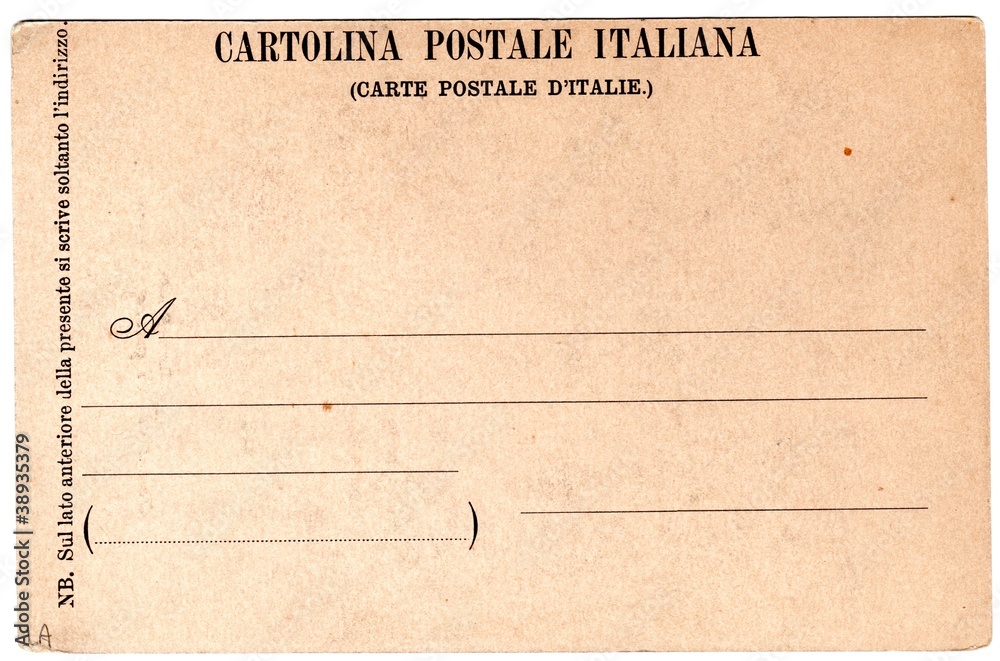 CARTOLINA POSTALE ITALIANA
(CARTE POSTALE D'ITALIE.)
NB. Sul lato anteriore della presente si scrive soltanto l'indirizzo.
A
()
A
Adobe Stock | #38935379